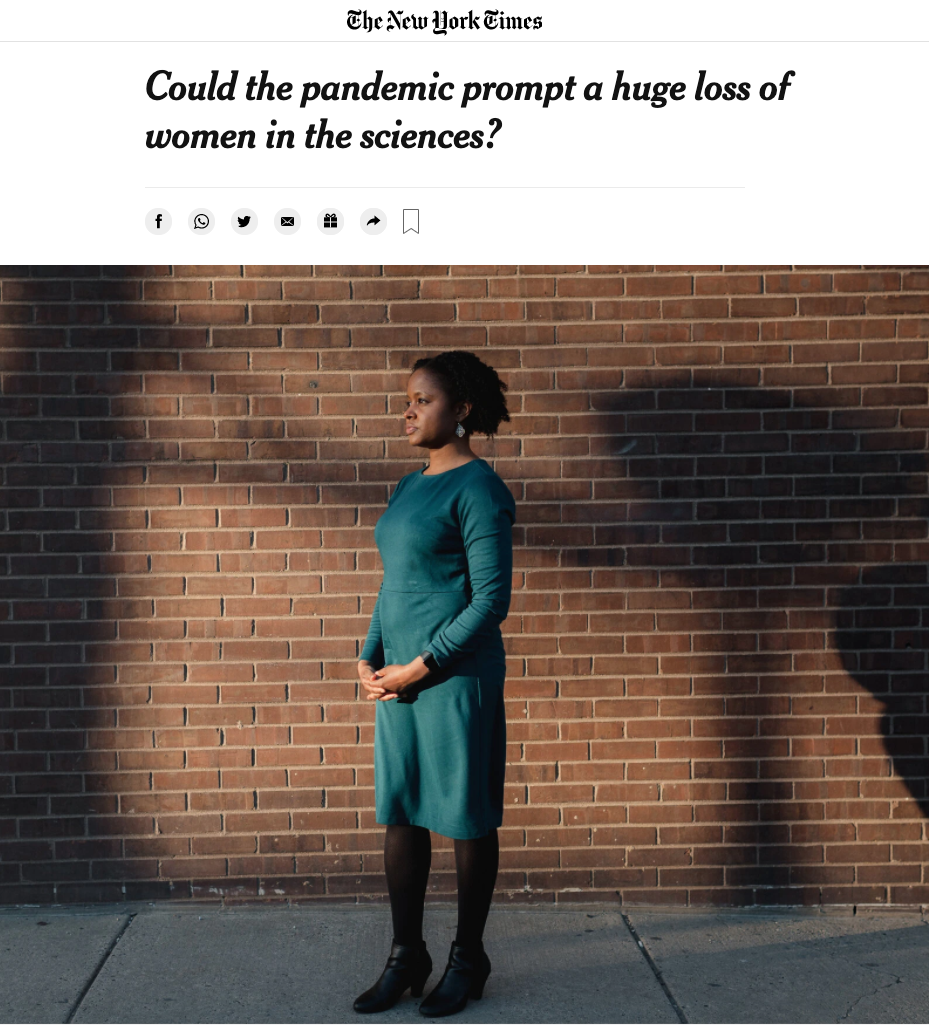 The New York Times
Could the pandemic prompt a huge loss of
women in the sciences?